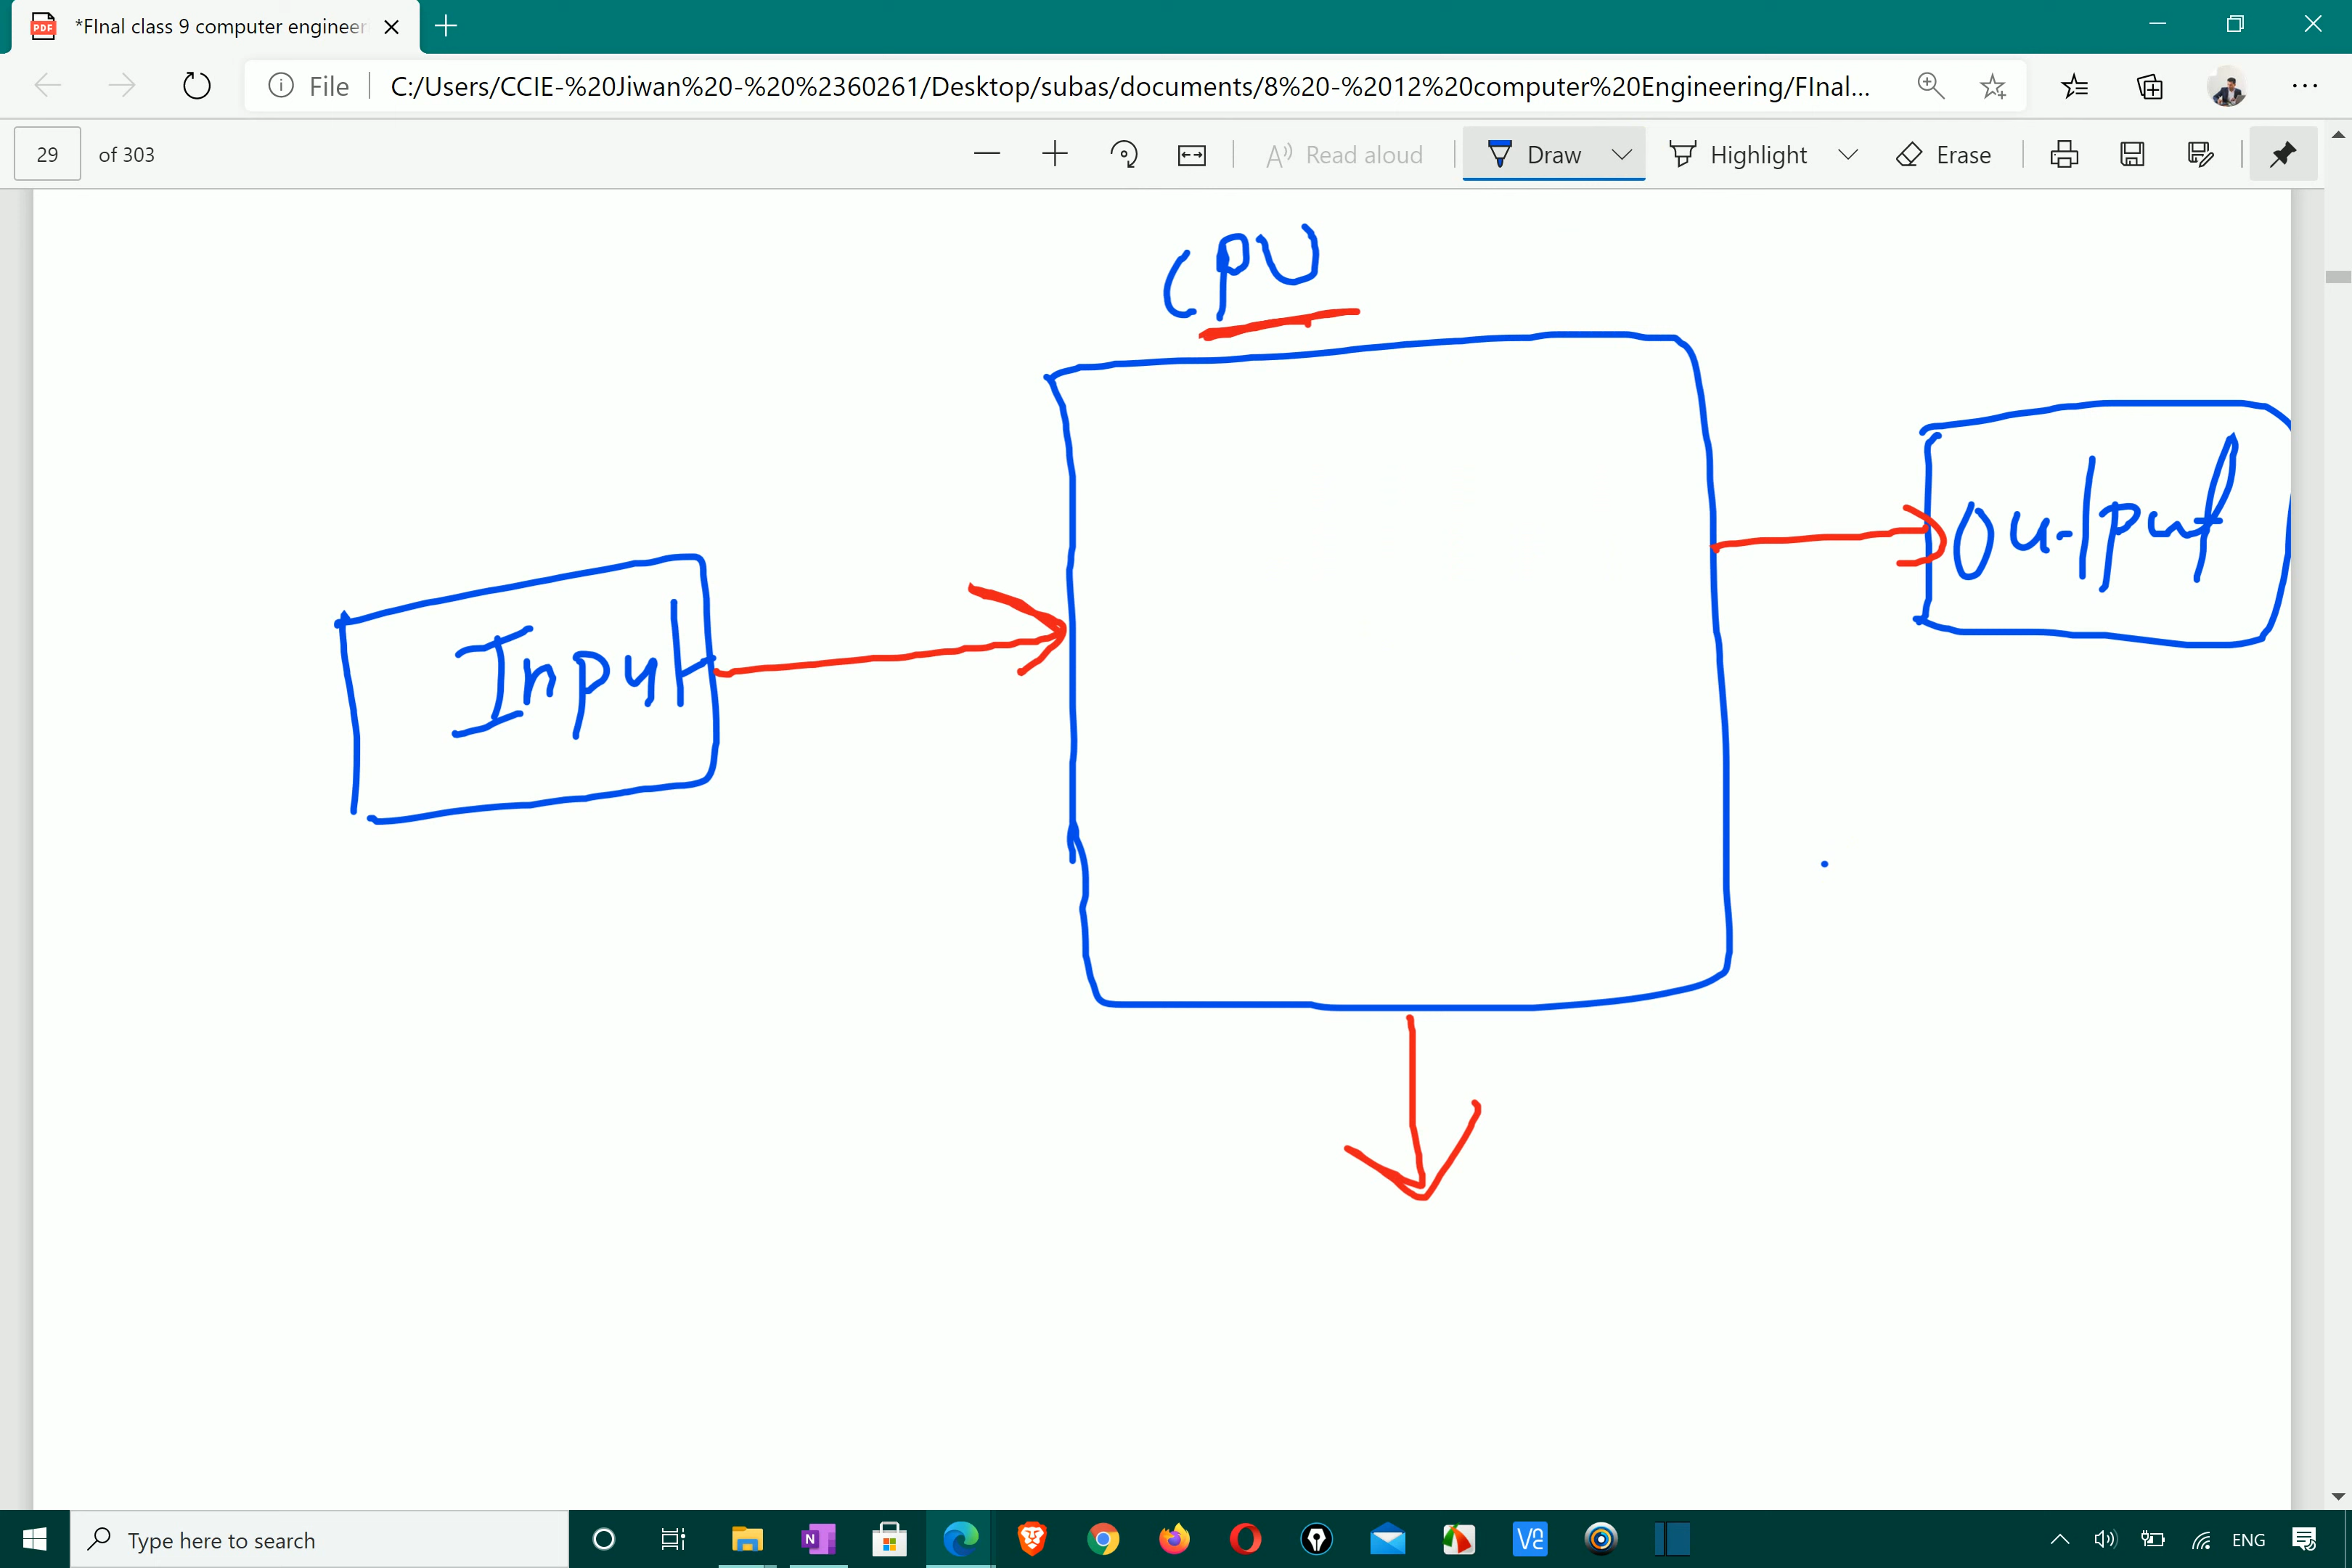 *FInal class 9 computer engineer
File
C:/Users/CCIE-%20Jiwan%20-%20%2360261/Desktop/subas/documents/8%20-%2012%20computer%20Engineering/FInal...
29 of 303
Read aloud
Draw
Highlight
Erase
CPU
Output
Input
Type here to search
ENG